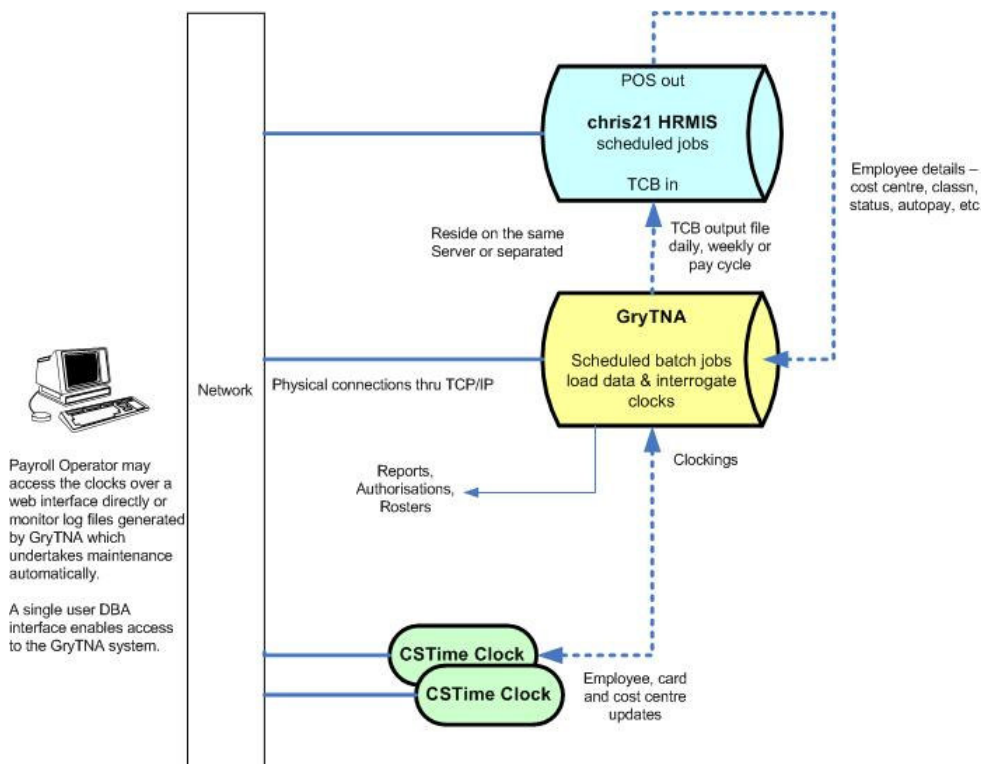 POS out
chris21 HRMIS
scheduled jobs
TCB in
Employee details –
cost centre, classn,
status, autopay, etc
Reside on the same
Server or separated
TCB output file
daily, weekly or
pay cycle
GryTNA
Scheduled batch jobs
load data & interrogate
clocks
Network
Physical connections thru TCP/IP
Clockings
Reports,
Authorisations,
Rosters
Payroll Operator may
access the clocks over a
web interface directly or
monitor log files generated
by GryTNA which
undertakes maintenance
automatically.
A single user DBA
interface enables access
to the GryTNA system.
CSTime Clock
CSTime Clock
Employee, card
and cost centre
updates